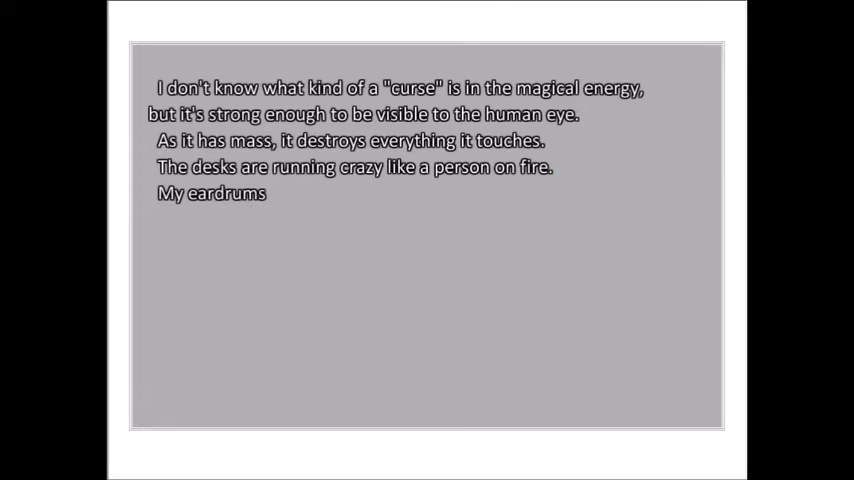 I don't know what kind of a "curse" is in the magical energy,
but it's strong enough to be visible to the human eye.
As it has mass, it destroys everything it touches.
The desks are running crazy like a person on fire.
My eardrums